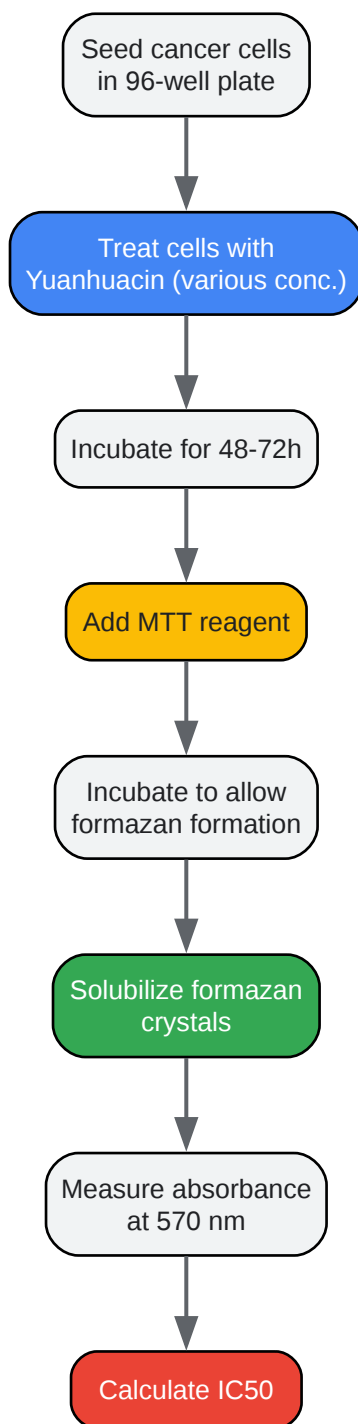 Seed cancer cells
in 96-well plate
Treat cells with
Yuanhuacin (various conc.)
Incubate for 48-72h
Add MTT reagent
Incubate to allow
formazan formation
Solubilize formazan
crystals
Measure absorbance
at 570 nm
Calculate IC50